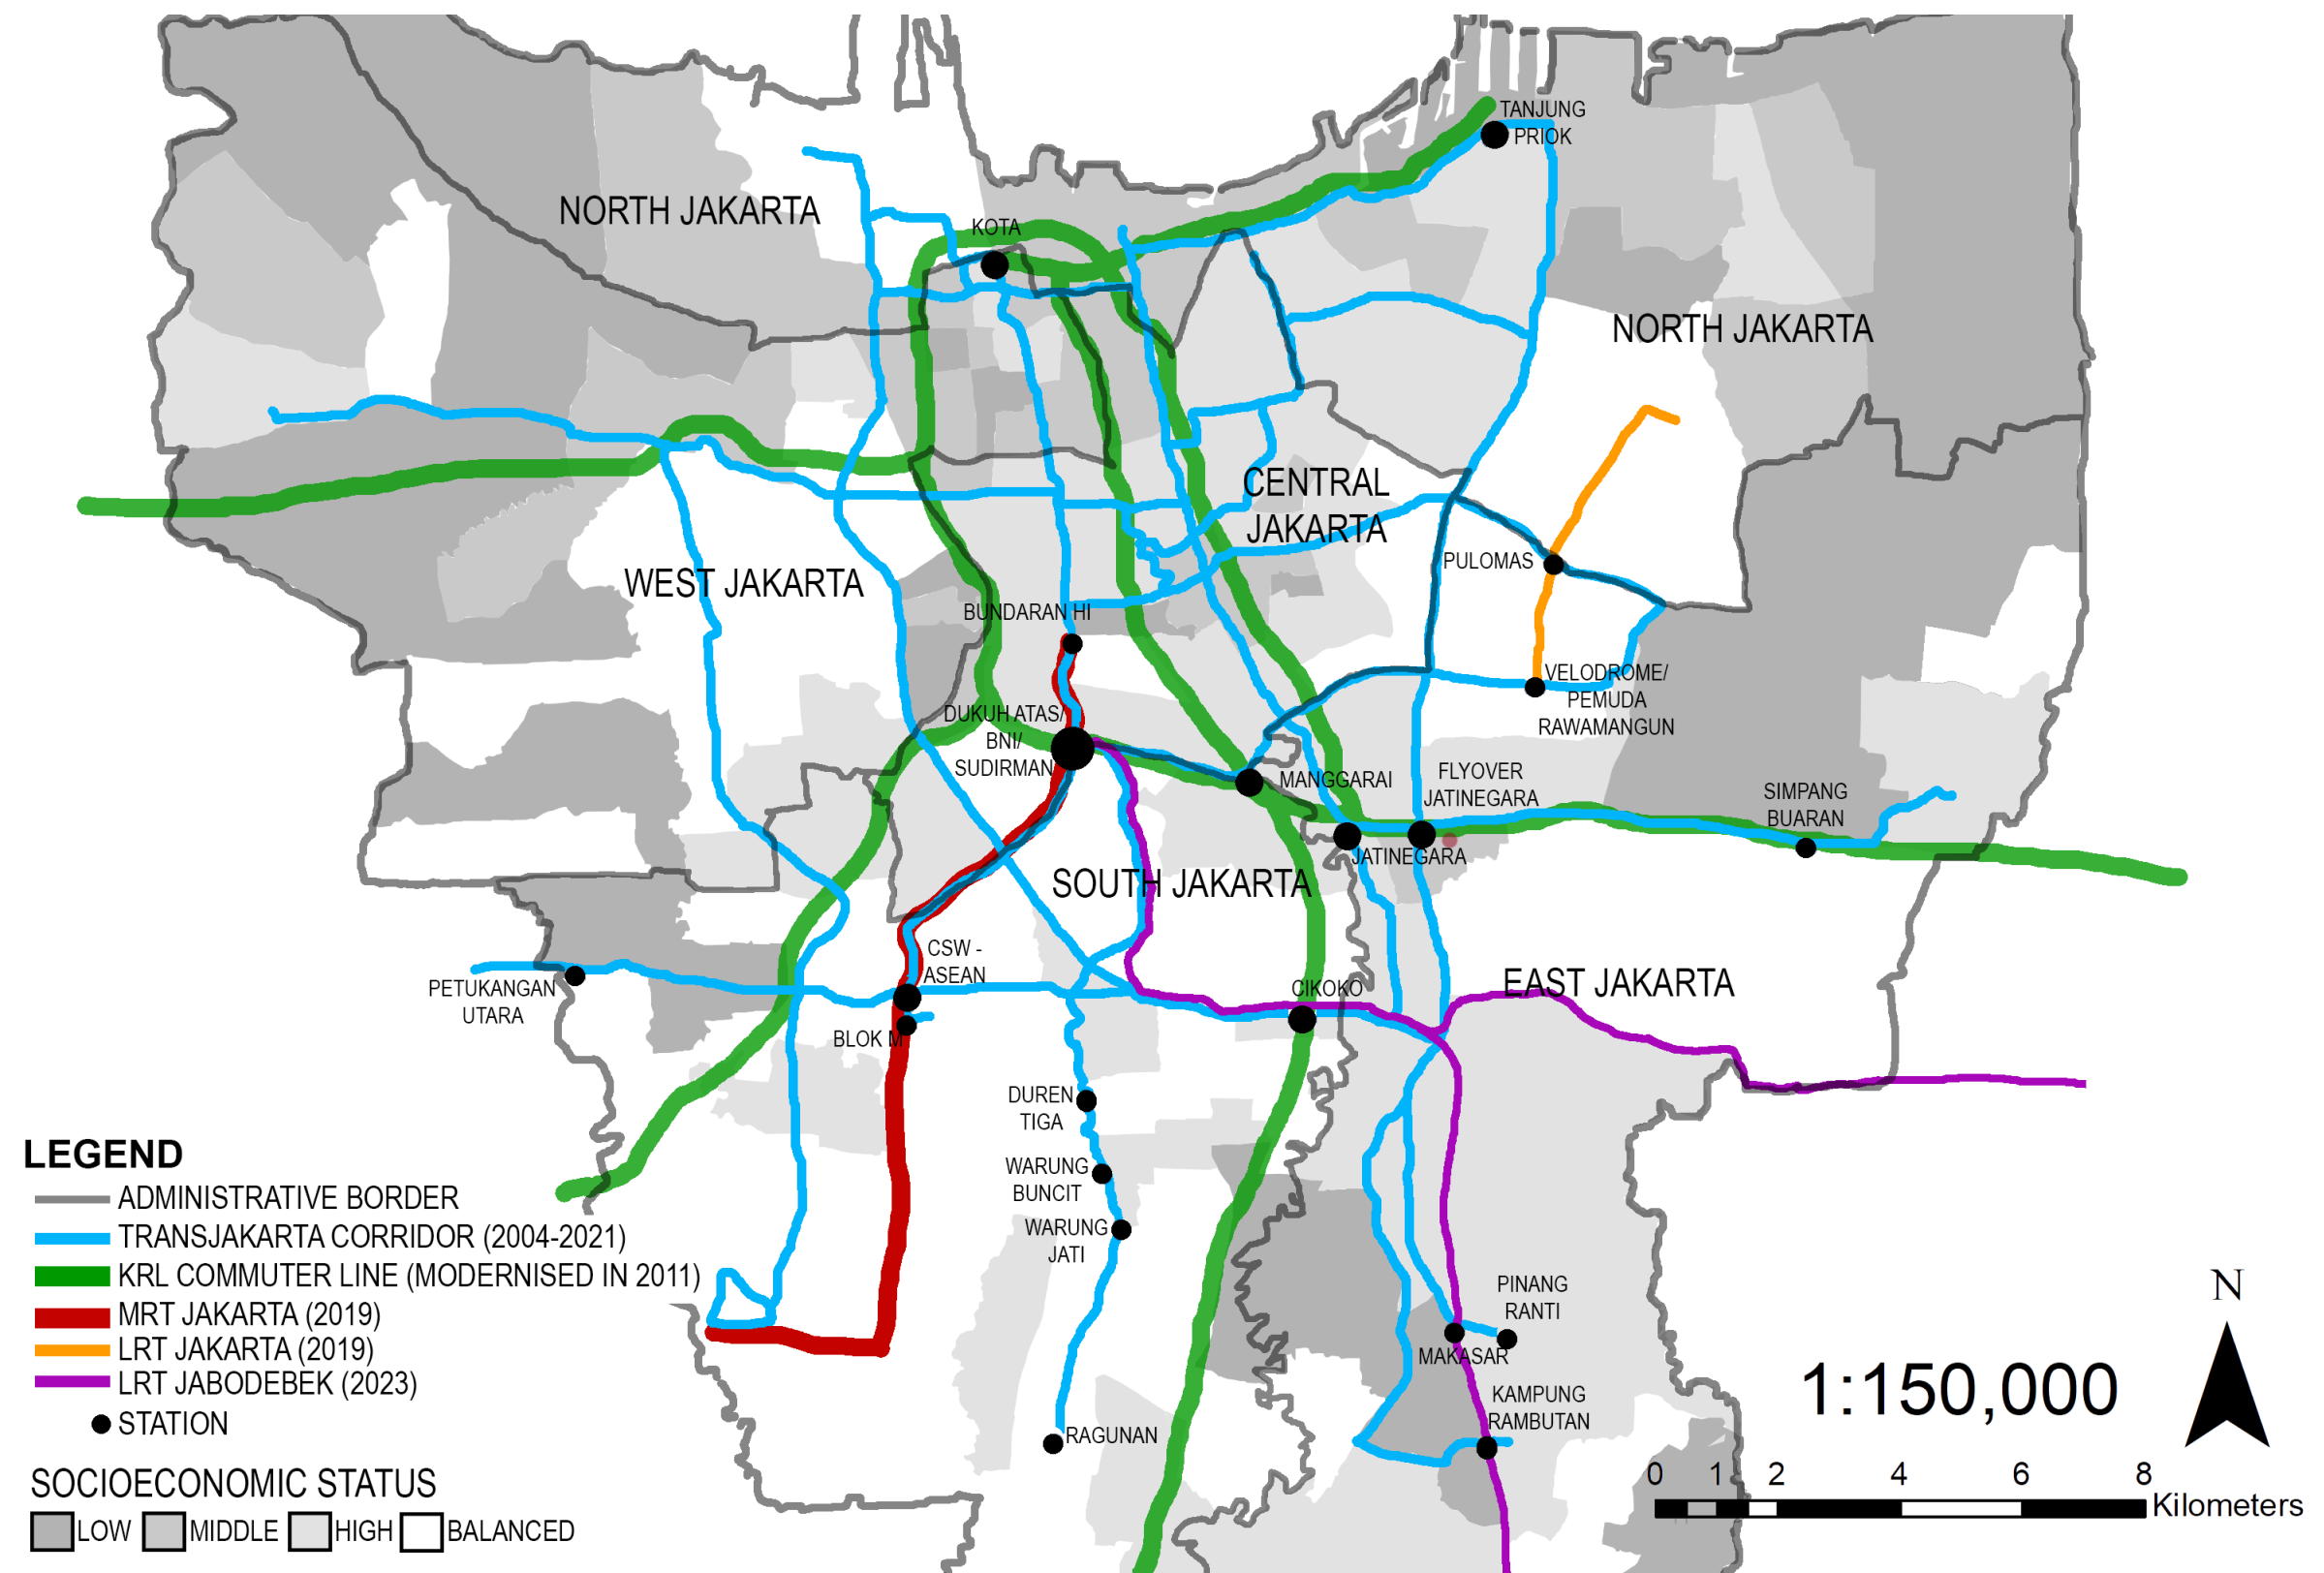 TANJUNG
PRIOK
NORTH JAKARTA
KOTA
NORTH JAKARTA
CENTRAL
JAKARTA
PULOMAS
WEST JAKARTA
BUNDARAN HI
VELODROME/
PEMUDA
RAWAMANGUN
DUKUH ATAS/
BNI/
SUDIRMAN
MANGGARAI
FLYOVER
JATINEGARA
SIMPANG
BUARAN
JATINEGARA
SOUTH JAKARTA
CSW -
ASEAN
PETUKANGAN
UTARA
CIKOKO
EAST JAKARTA
BLOK M
DUREN
TIGA
WARUNG
BUNCIT
WARUNG
JATI
PINANG
RANTI
MAKASAR
KAMPUNG
RAMBUTAN
RAGUNAN
LEGEND
ADMINISTRATIVE BORDER
TRANSJAKARTA CORRIDOR (2004-2021)
KRL COMMUTER LINE (MODERNISED IN 2011)
MRT JAKARTA (2019)
LRT JAKARTA (2019)
LRT JABODEBEK (2023)
STATION
SOCIOECONOMIC STATUS
LOW MIDDLE HIGH BALANCED
N
1:150,000
0 1 2 4 6 8
Kilometers